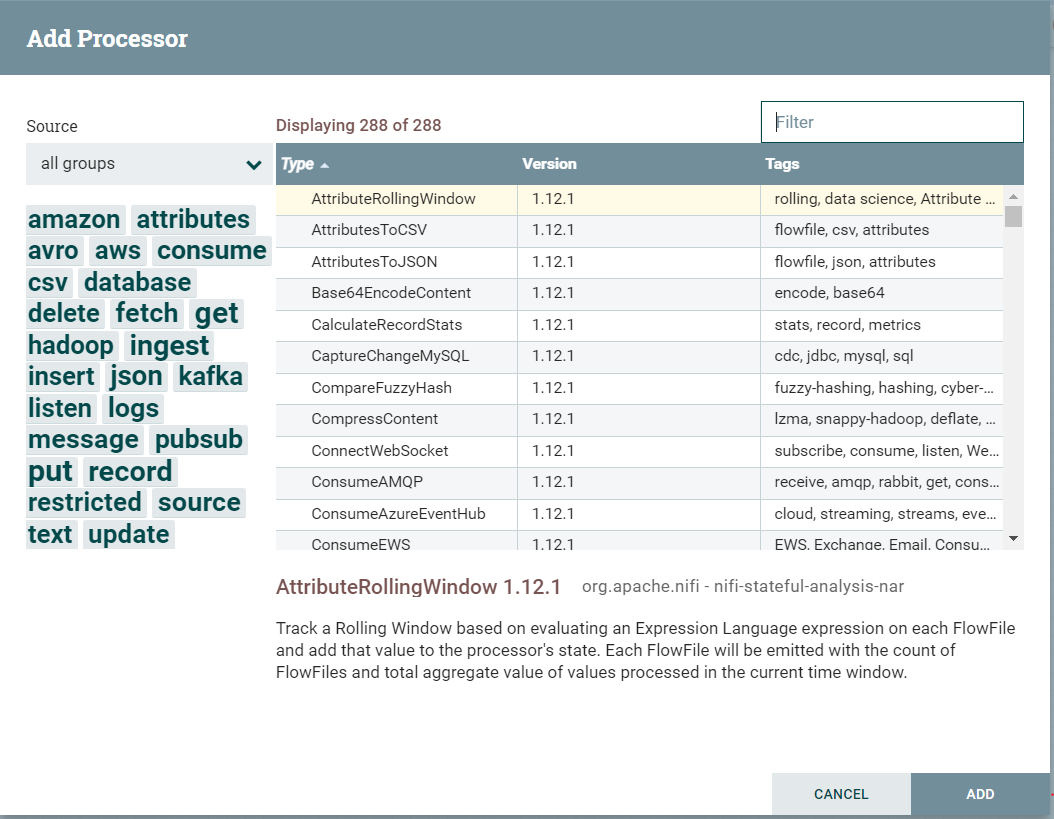 Add Processor
Source
Displaying 288 of 288
Filter
all groups
Type Version Tags
amazon attributes
avro aws consume
csv database
delete fetch get
hadoop ingest
insert json kafka
listen logs
message pubsub
put record
restricted source
text update
AttributeRollingWindow 1.12.1 rolling, data science, Attribute ...
AttributesToCSV 1.12.1 flowfile, csv, attributes
AttributesToJSON 1.12.1 flowfile, json, attributes
Base64EncodeContent 1.12.1 encode, base64
CalculateRecordStats 1.12.1 stats, record, metrics
CaptureChangeMySQL 1.12.1 cdc, jdbc, mysql, sql
CompareFuzzyHash 1.12.1 fuzzy-hashing, hashing, cyber-...
CompressContent 1.12.1 lzma, snappy-hadoop, deflate, ...
ConnectWebSocket 1.12.1 subscribe, consume, listen, We...
ConsumeAMQP 1.12.1 receive, amqp, rabbit, get, cons...
ConsumeAzureEventHub 1.12.1 cloud, streaming, streams, eve...
ConsumeEWS 1.12.1 EWS, Exchange, Email, Consu...
AttributeRollingWindow 1.12.1 org.apache.nifi - nifi-stateful-analysis-nar
Track a Rolling Window based on evaluating an Expression Language expression on each FlowFile
and add that value to the processor's state. Each FlowFile will be emitted with the count of
FlowFiles and total aggregate value of values processed in the current time window.
CANCEL ADD